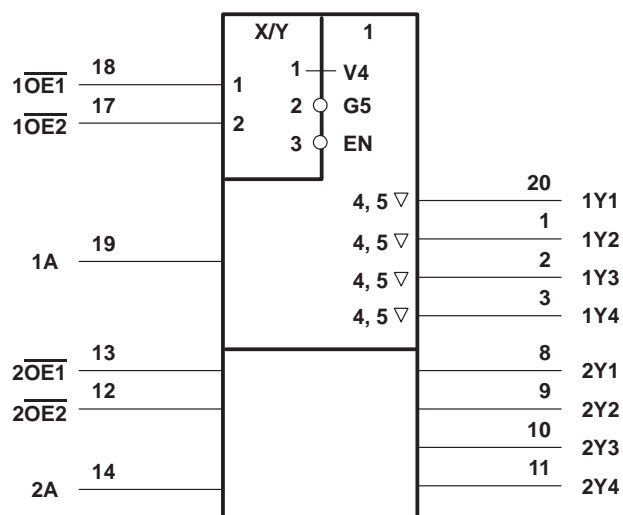 X/Y 1
18 1 V4
1OE1 1
17 2 G5
1OE2 2
3 EN
20
4, 5 ▽ 1Y1
1
19 4, 5 ▽ 1Y2
1A 2
4, 5 ▽ 1Y3
3
4, 5 ▽ 1Y4
13 8
2OE1 2Y1
12 9
2OE2 2Y2
10
2Y3
14 11
2A 2Y4